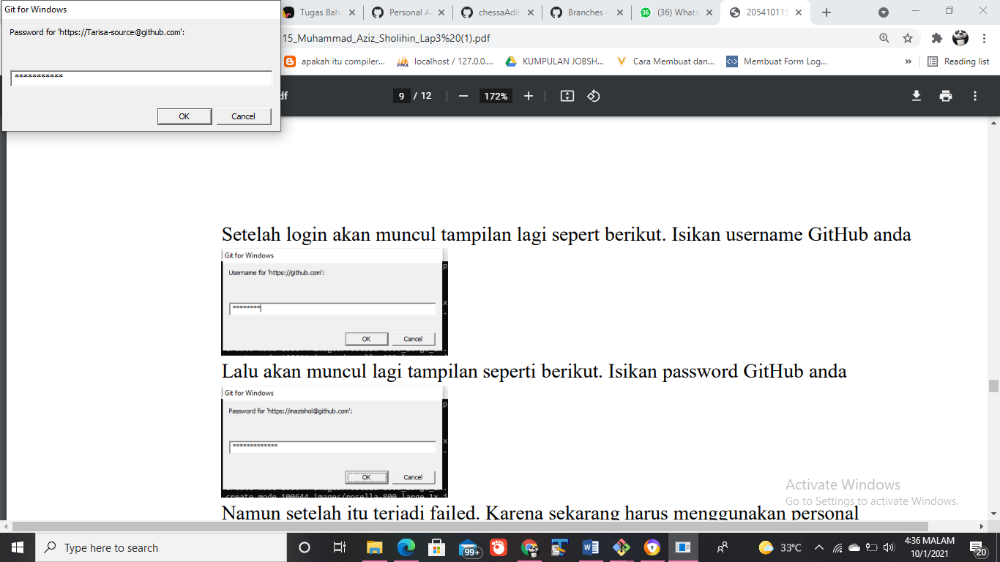 Git for Windows
Password for 'https://Tarisa-source@github.com':
***********
OK Cancel
Tugas Bah
Personal A
chessaAdit
Branches
(36) Whats
205410115
15_Muhammad_Aziz_Sholihin_Lap3%20(1).pdf
apakah itu compiler...
localhost / 127.0.0....
KUMPULAN JOBSH...
Cara Membuat dan...
Membuat Form Log...
Reading list
df
9 / 12
172%
Setelah login akan muncul tampilan lagi sepert berikut. Isikan username GitHub anda
Git for Windows
Username for 'https://github.com':
********
OK Cancel
Lalu akan muncul lagi tampilan seperti berikut. Isikan password GitHub anda
Git for Windows
Password for 'https://mazishol@github.com':
*************
OK Cancel
create mode 100644 images/rosella-800_large_1x.j
Namun setelah itu terjadi failed. Karena sekarang harus menggunakan personal
Activate Windows
Go to Settings to activate Windows.
Type here to search
99+
33°C
4:36 MALAM
10/1/2021
20